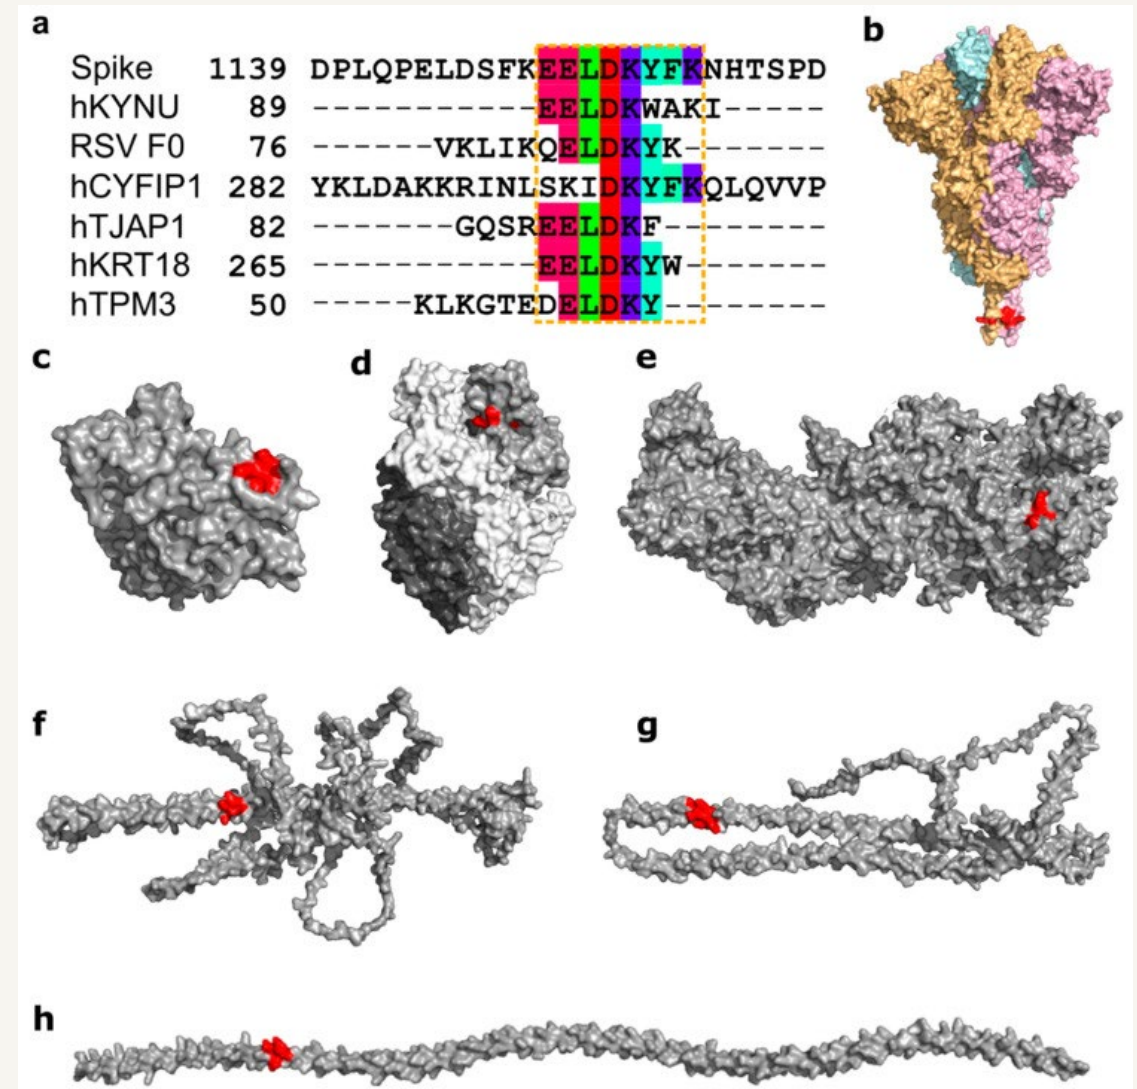 a
Spike 1139 DPLQPELDSFKEELDKYFKNHTSPD
hKYNU 89 -----------EELDKWAKI-----
RSV F0 76 ------VKLIKQELDKYK-------
hCYFIP1 282 YKLDAKKRINLSKIDKYFKQLQVVP
hTJAP1 82 -------GQSREELDKF--------
hKRT18 265 -----------EELDKYW-------
hTPM3 50 -----KLKGTEDELDKY--------
b
c
d
e
f
g
h